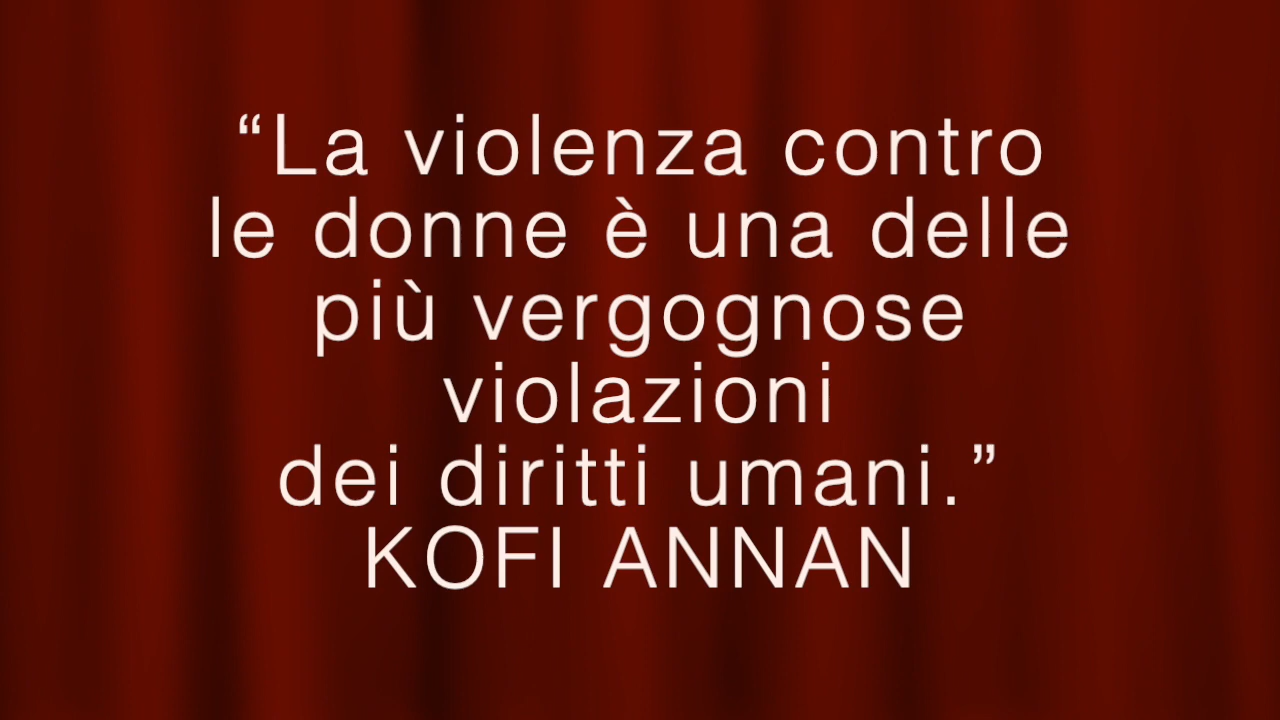 “La violenza contro
le donne è una delle
più vergognose
violazioni
dei diritti umani.”
KOFI ANNAN